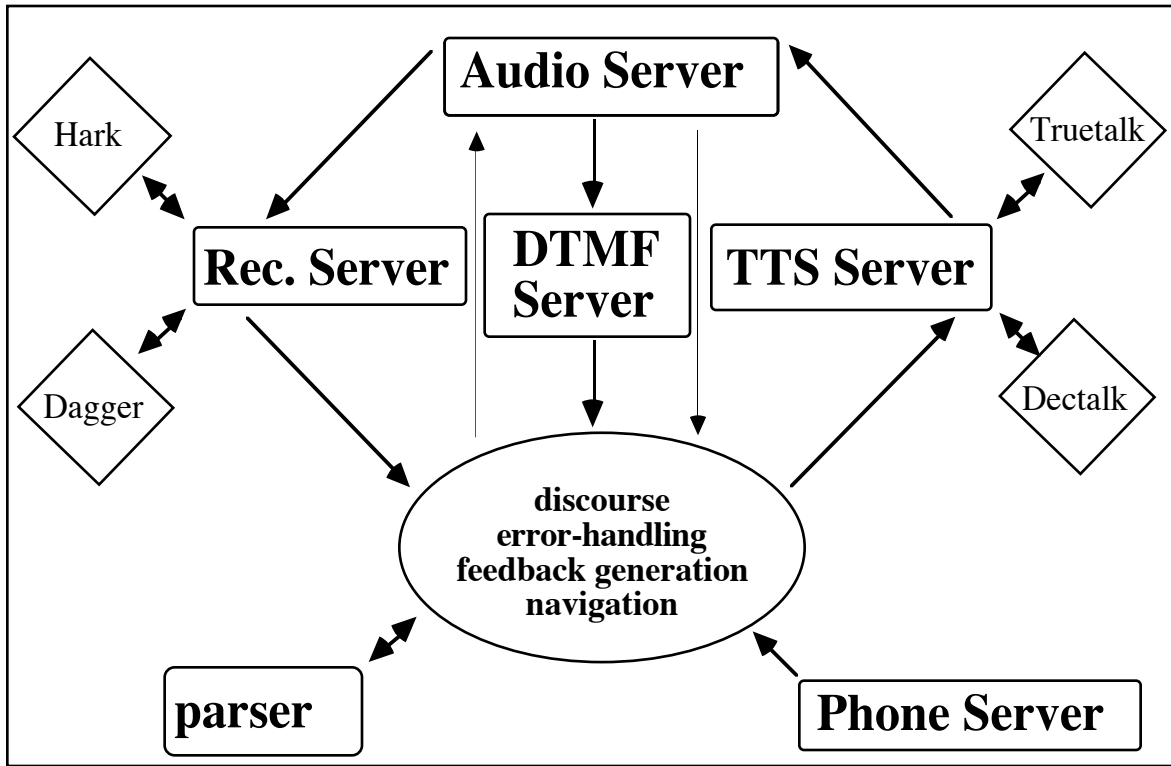 Audio Server
Hark
Truetalk
Rec. Server
DTMF
Server
TTS Server
Dagger
Dectalk
discourse
error-handling
feedback generation
navigation
parser
Phone Server